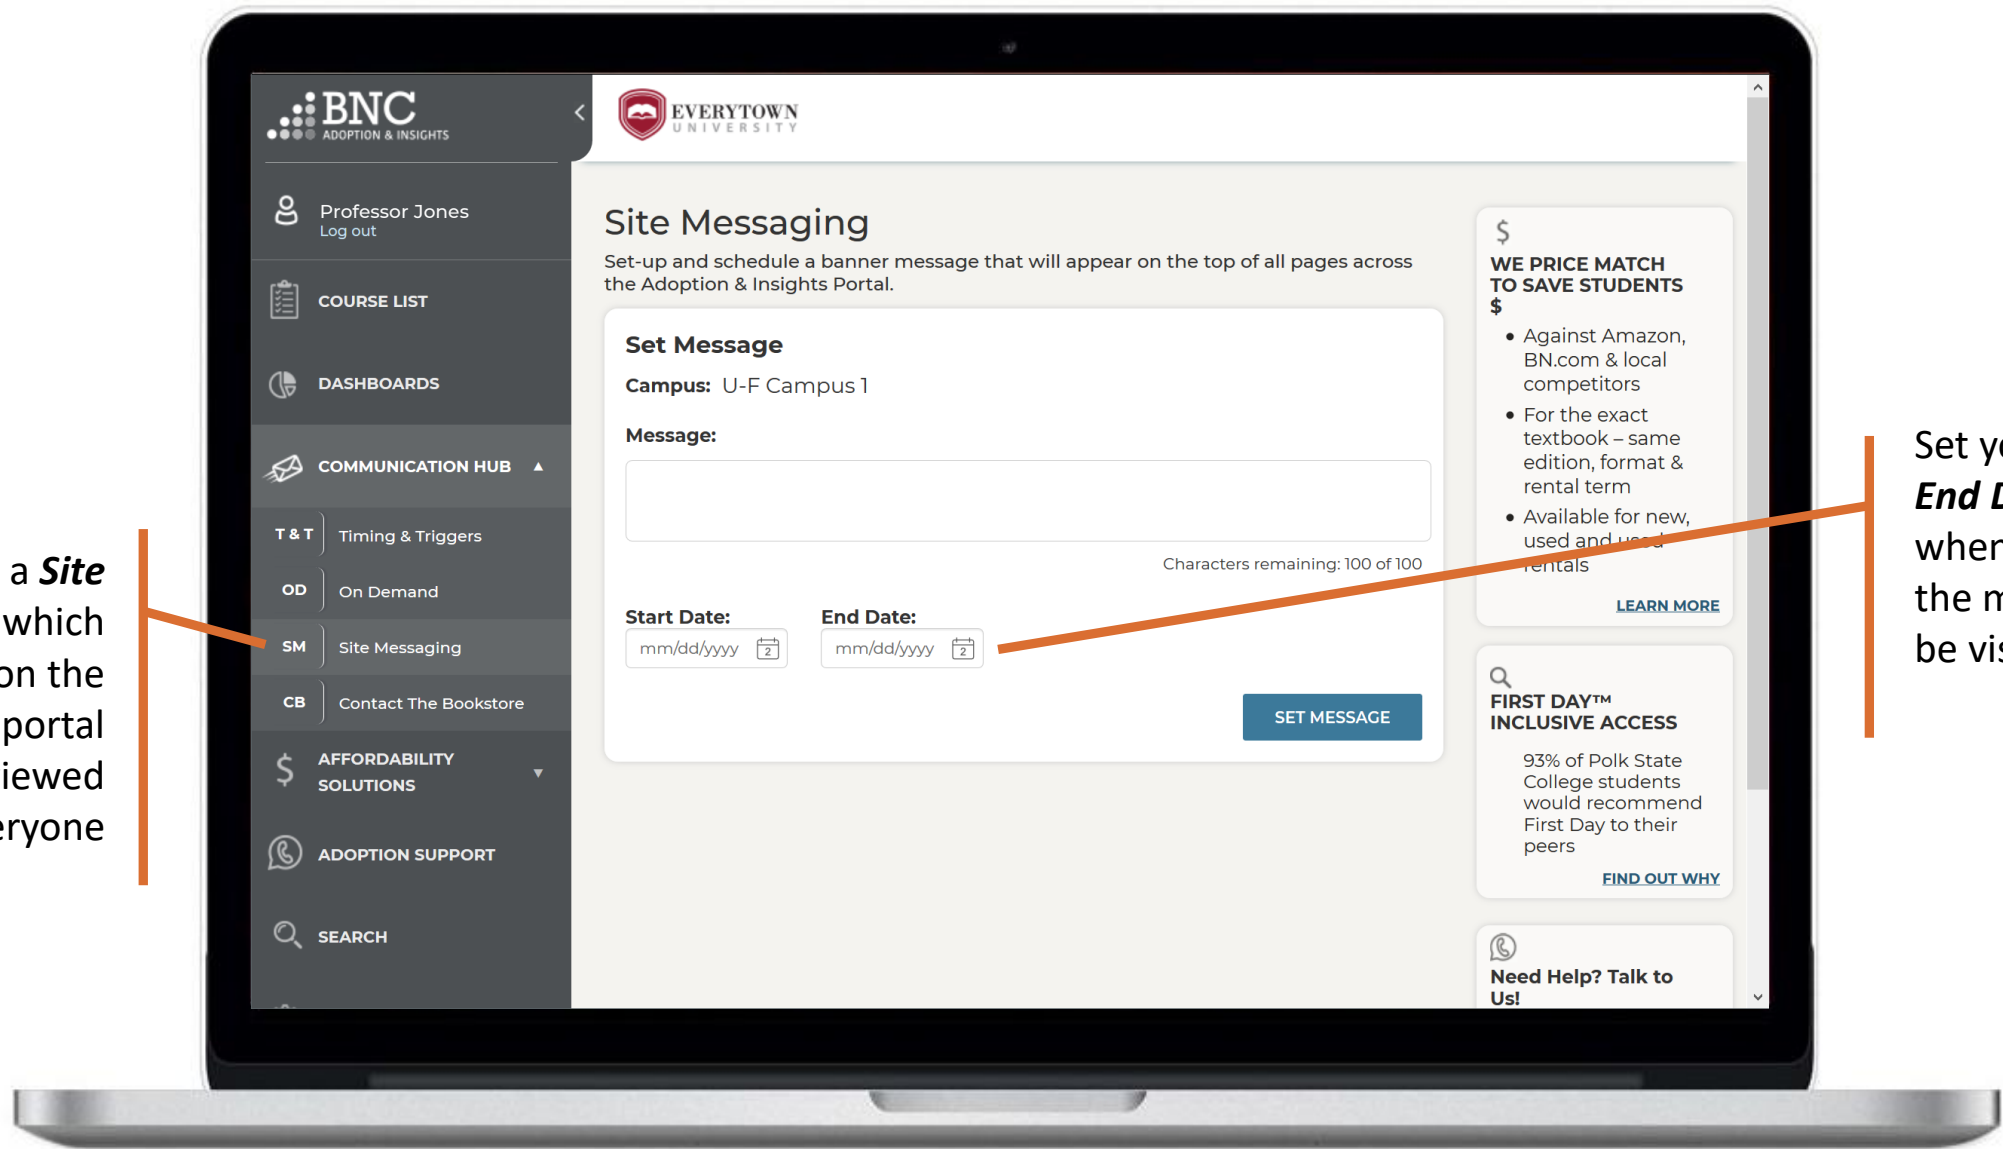 BNC
ADOPTION & INSIGHTS
Professor Jones
Log out
COURSE LIST
DASHBOARDS
COMMUNICATION HUB
T & T Timing & Triggers
OD On Demand
SM Site Messaging
CB Contact The Bookstore
AFFORDABILITY
SOLUTIONS
ADOPTION SUPPORT
SEARCH
EVERYTOWN
UNIVERSITY
Site Messaging
Set-up and schedule a banner message that will appear on the top of all pages across
the Adoption & Insights Portal.
Set Message
Campus: U-F Campus 1
Message:
Characters remaining: 100 of 100
Start Date: End Date:
mm/dd/yyyy 2 mm/dd/yyyy 2
SET MESSAGE
$
WE PRICE MATCH
TO SAVE STUDENTS
$
• Against Amazon,
BN.com & local
competitors
• For the exact
textbook – same
edition, format &
rental term
• Available for new,
used and used
rentals
LEARN MORE
FIRST DAY™
INCLUSIVE ACCESS
93% of Polk State
College students
would recommend
First Day to their
peers
FIND OUT WHY
Need Help? Talk to
Us!
a Site
which
on the
portal
iewed
eryone
Set y
End D
when
the m
be vis